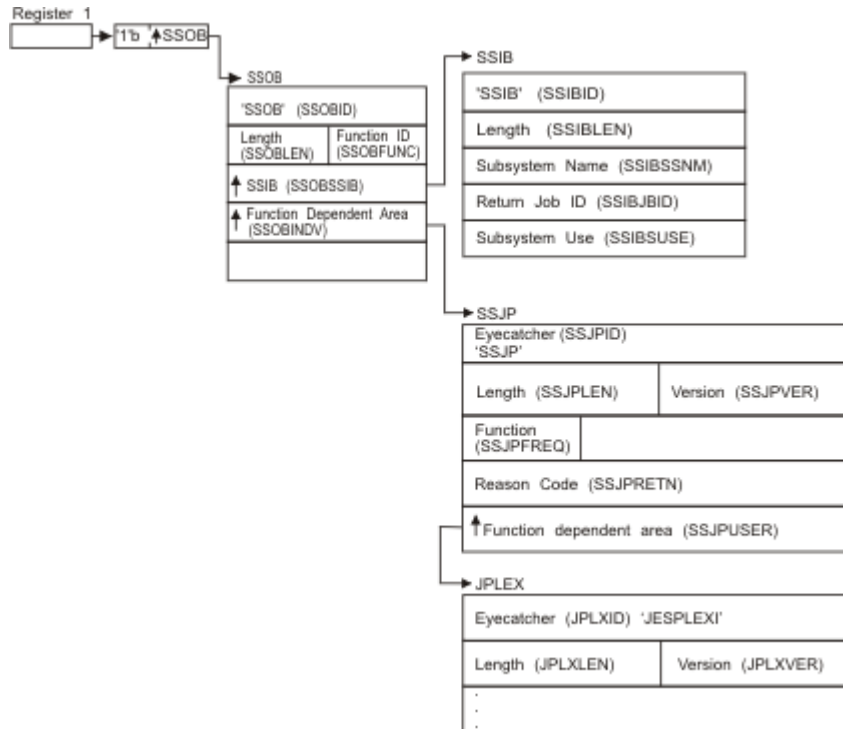 Register 1
'1'b SSOB
SSOB
'SSOB' (SSOBID)
Length
(SSOBLEN)
Function ID
(SSOBFUNC)
SSIB (SSOBSSIB)
Function Dependent Area
(SSOBINDV)
SSIB
'SSIB' (SSIBID)
Length (SSIBLEN)
Subsystem Name (SSIBSSNM)
Return Job ID (SSIBJBID)
Subsystem Use (SSIBSUSE)
SSJP
Eyecatcher (SSJPID)
'SSJP'
Length (SSJPLEN)
Version (SSJPVER)
Function
(SSJPFREQ)
Reason Code (SSJPRETN)
Function dependent area (SSJPUSER)
JPLEX
Eyecatcher (JPLXID) 'JESPLEXI'
Length (JPLXLEN)
Version (JPLXVER)
.
.
.